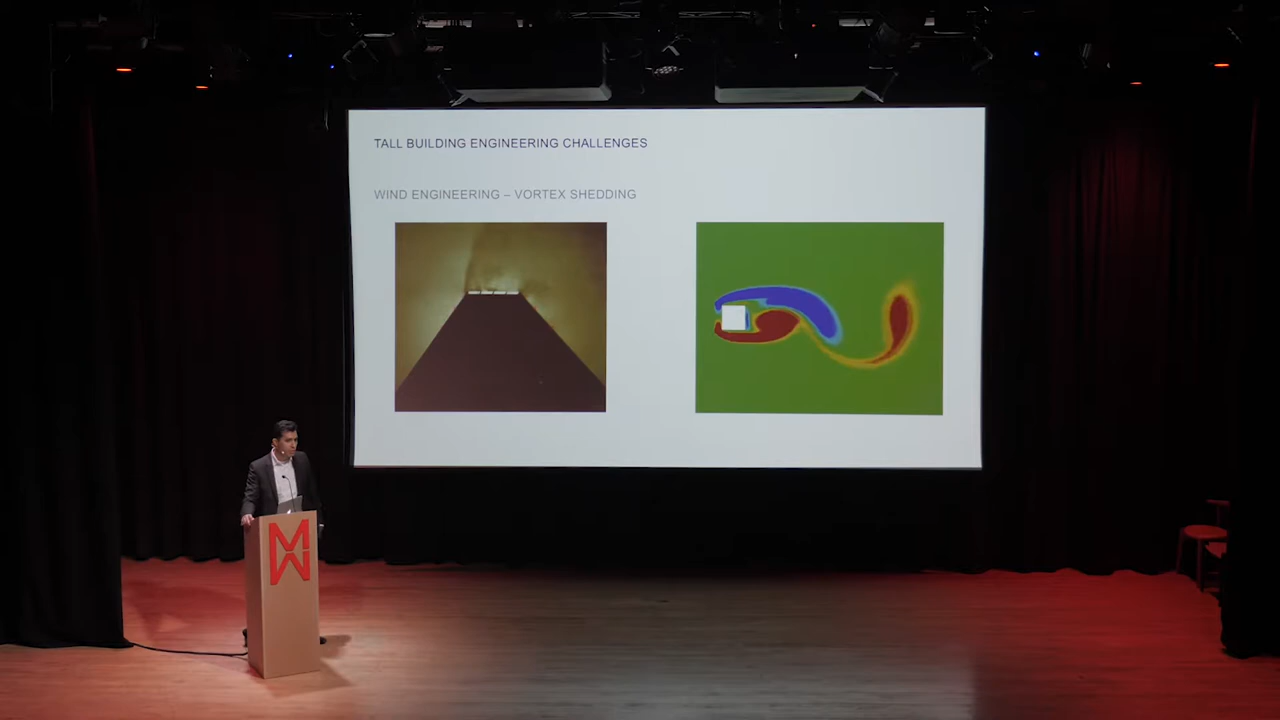 TALL BUILDING ENGINEERING CHALLENGES
WIND ENGINEERING – VORTEX SHEDDING
M